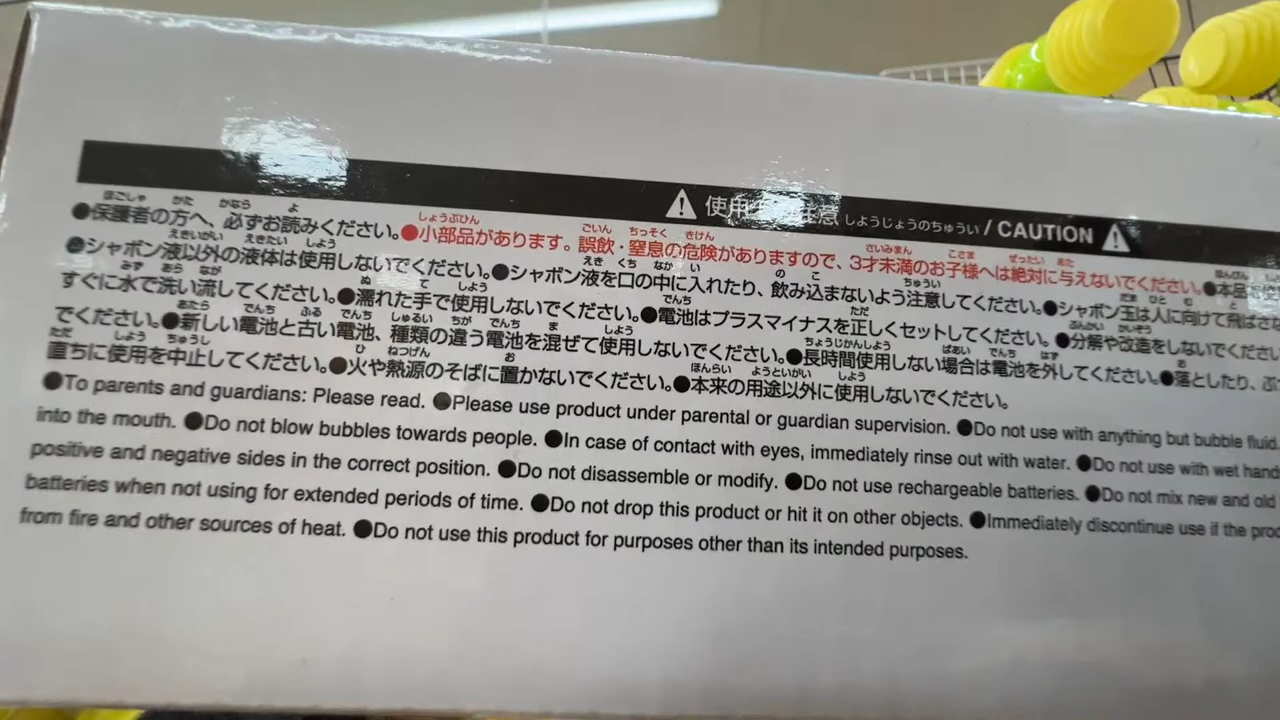 使用上の注意 しようじょうのちゅうい / CAUTION
●保護者の方へ、必ずお読みください。●小部品があります。誤飲・窒息の危険がありますので、3才未満のお子様へは絶対に与えないでください。●本品
●シャボン液以外の液体は使用しないでください。●シャボン液を口の中に入れたり、飲み込まないよう注意してください。●シャボン玉は人に向けて飛ばさ
すぐに水で洗い流してください。●濡れた手で使用しないでください。●電池はプラスマイナスを正しくセットしてください。●分解や改造をしないでくださ
でください。●新しい電池と古い電池、種類の違う電池を混ぜて使用しないでください。●長時間使用しない場合は電池を外してください。●落としたり、ぶ
直ちに使用を中止してください。●火や熱源のそばに置かないでください。●本来の用途以外に使用しないでください。
●To parents and guardians: Please read. ●Please use product under parental or guardian supervision. ●Do not use with anything but bubble fluid.
into the mouth. ●Do not blow bubbles towards people. ●In case of contact with eyes, immediately rinse out with water. ●Do not use with wet hand
positive and negative sides in the correct position. ●Do not disassemble or modify. ●Do not use rechargeable batteries. ●Do not mix new and old
batteries when not using for extended periods of time. ●Do not drop this product or hit it on other objects. ●Immediately discontinue use if the proc
from fire and other sources of heat. ●Do not use this product for purposes other than its intended purposes.